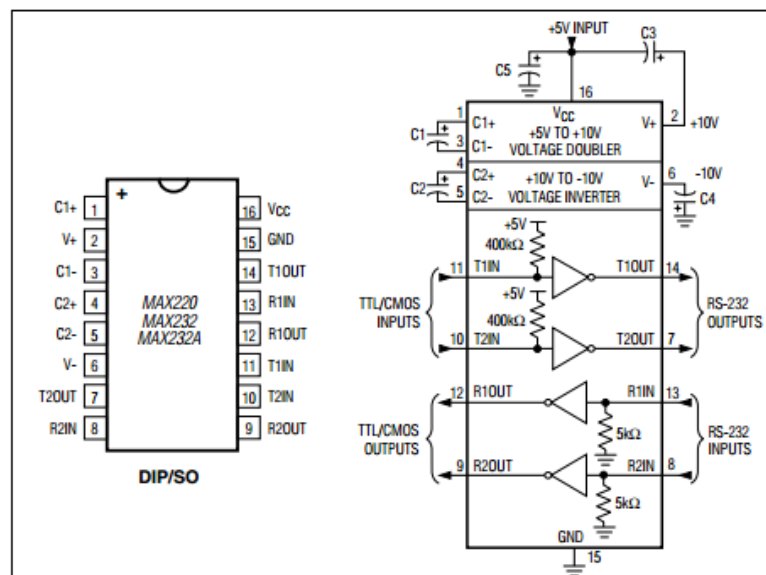 C1+ 1
V+ 2
C1- 3
C2+ 4
C2- 5
V- 6
T2OUT 7
R2IN 8
+
MAX220
MAX232
MAX232A
16 VCC
15 GND
14 T1OUT
13 R1IN
12 R1OUT
11 T1IN
10 T2IN
9 R2OUT
DIP/SO
+5V INPUT
C3
C5
+
+
16
1 C1+
C1 +
3 C1-
VCC
+5V TO +10V
VOLTAGE DOUBLER
V+ 2 +10V
4 C2+
C2 +
5 C2-
+10V TO -10V
VOLTAGE INVERTER
V- 6 -10V
+ C4
+5V
400kΩ
11 T1IN
T1OUT 14
TTL/CMOS
INPUTS
+5V
400kΩ
RS-232
OUTPUTS
10 T2IN
T2OUT 7
12 R1OUT
R1IN 13
TTL/CMOS
OUTPUTS
5kΩ
RS-232
INPUTS
9 R2OUT
R2IN 8
5kΩ
GND
15